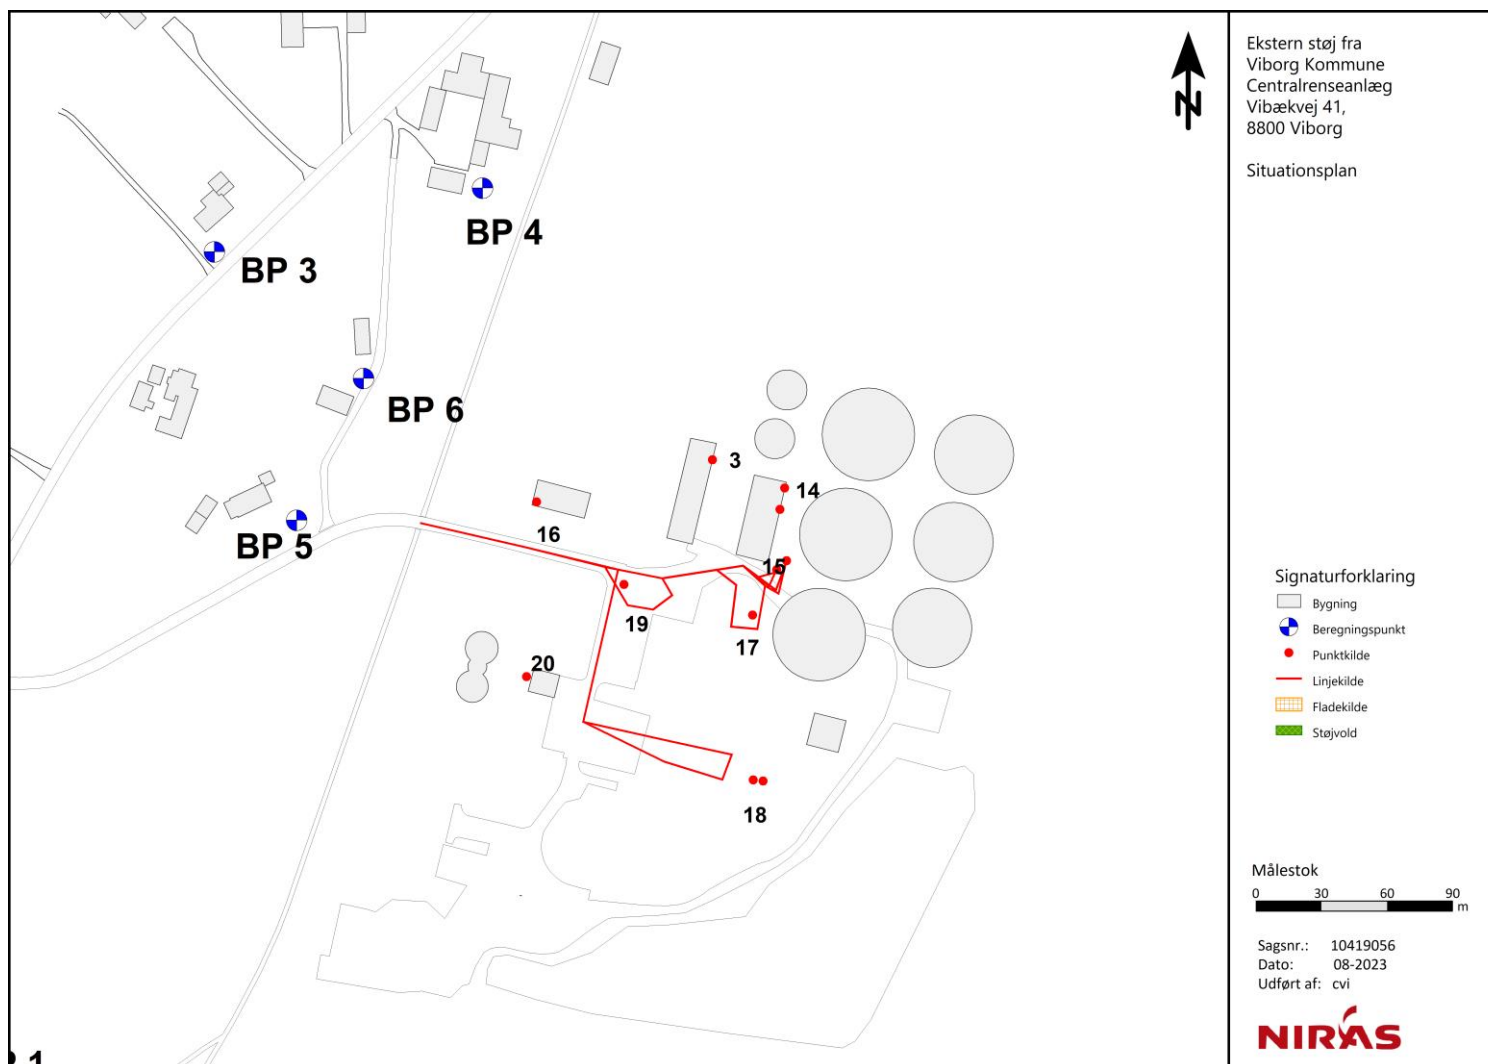 Ekstern støj fra
Viborg Kommune
Centralrenseanlæg
Vibækvej 41,
8800 Viborg
Situationsplan
N
BP 4
BP 3
BP 6
BP 5
3
14
16
15
19
17
20
18
1
Signaturforklaring
Bygning
Beregningspunkt
Punktkilde
Linjekilde
Fladekilde
Støjvold
Målestok
0 30 60 90
m
Sagsnr.: 10419056
Dato: 08-2023
Udført af: cvi
NIRAS